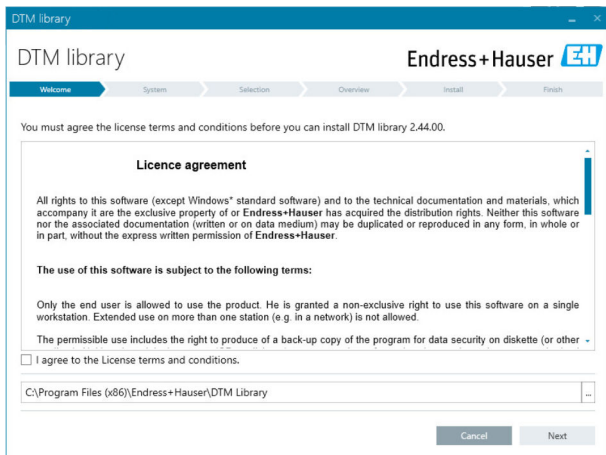 DTM library
DTM library
Endress+Hauser EH
Welcome System Selection Overview Install Finish
You must agree the license terms and conditions before you can install DTM library 2.44.00.
Licence agreement
All rights to this software (except Windows* standard software) and to the technical documentation and materials, which
accompany it are the exclusive property of or Endress+Hauser has acquired the distribution rights. Neither this software
nor the associated documentation (written or on data medium) may be duplicated or reproduced in any form, in whole or
in part, without the express written permission of Endress+Hauser.
The use of this software is subject to the following terms:
Only the end user is allowed to use the product. He is granted a non-exclusive right to use this software on a single
workstation. Extended use on more than one station (e.g. in a network) is not allowed.
The permissible use includes the right to produce of a back-up copy of the program for data security on diskette (or other
I agree to the License terms and conditions.
C:\Program Files (x86)\Endress+Hauser\DTM Library
...
Cancel Next